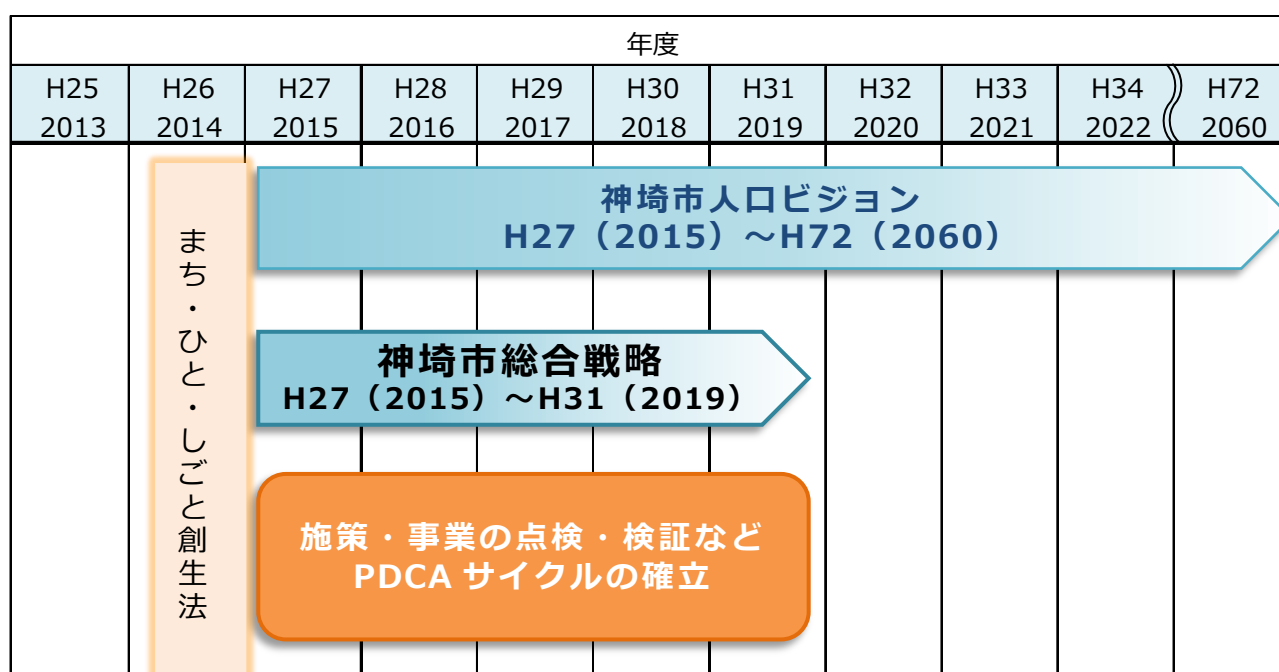 年度
H25 H26 H27 H28 H29 H30 H31 H32 H33 H34 H72
2013 2014 2015 2016 2017 2018 2019 2020 2021 2022 2060
まち・ひと・しごと創生法
神埼市人口ビジョン
H27（2015）～H72（2060）
神埼市総合戦略
H27（2015）～H31（2019）
施策・事業の点検・検証など
PDCA サイクルの確立